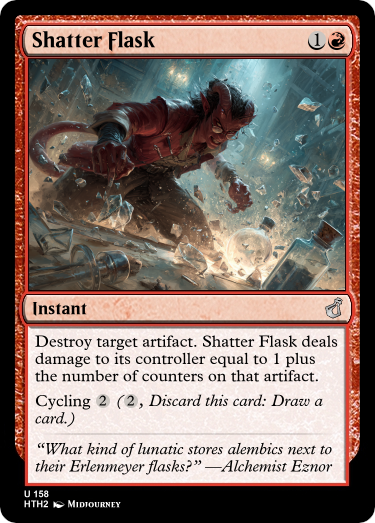 Shatter Flask 1
Instant
Destroy target artifact. Shatter Flask deals
damage to its controller equal to 1 plus
the number of counters on that artifact.
Cycling 2 (2, Discard this card: Draw a
card.)
“What kind of lunatic stores alembics next to
their Erlenmeyer flasks?” —Alchemist Eznor
U 158
HTH2 Midjourney